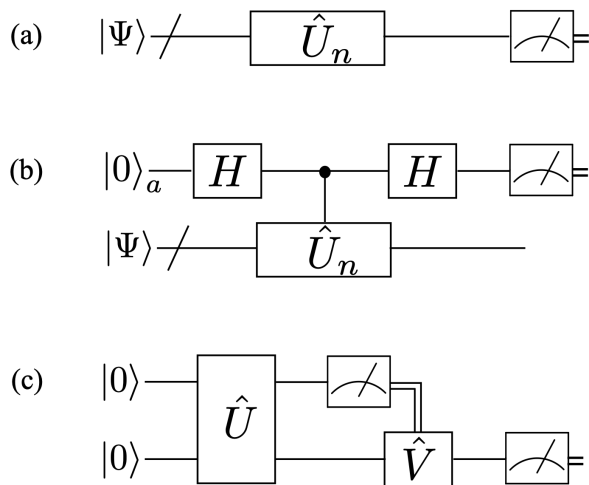 (a) |Ψ⟩ Û_n
(b) |0⟩_a H H
|Ψ⟩ Û_n
(c) |0⟩ Û
|0⟩ V̂